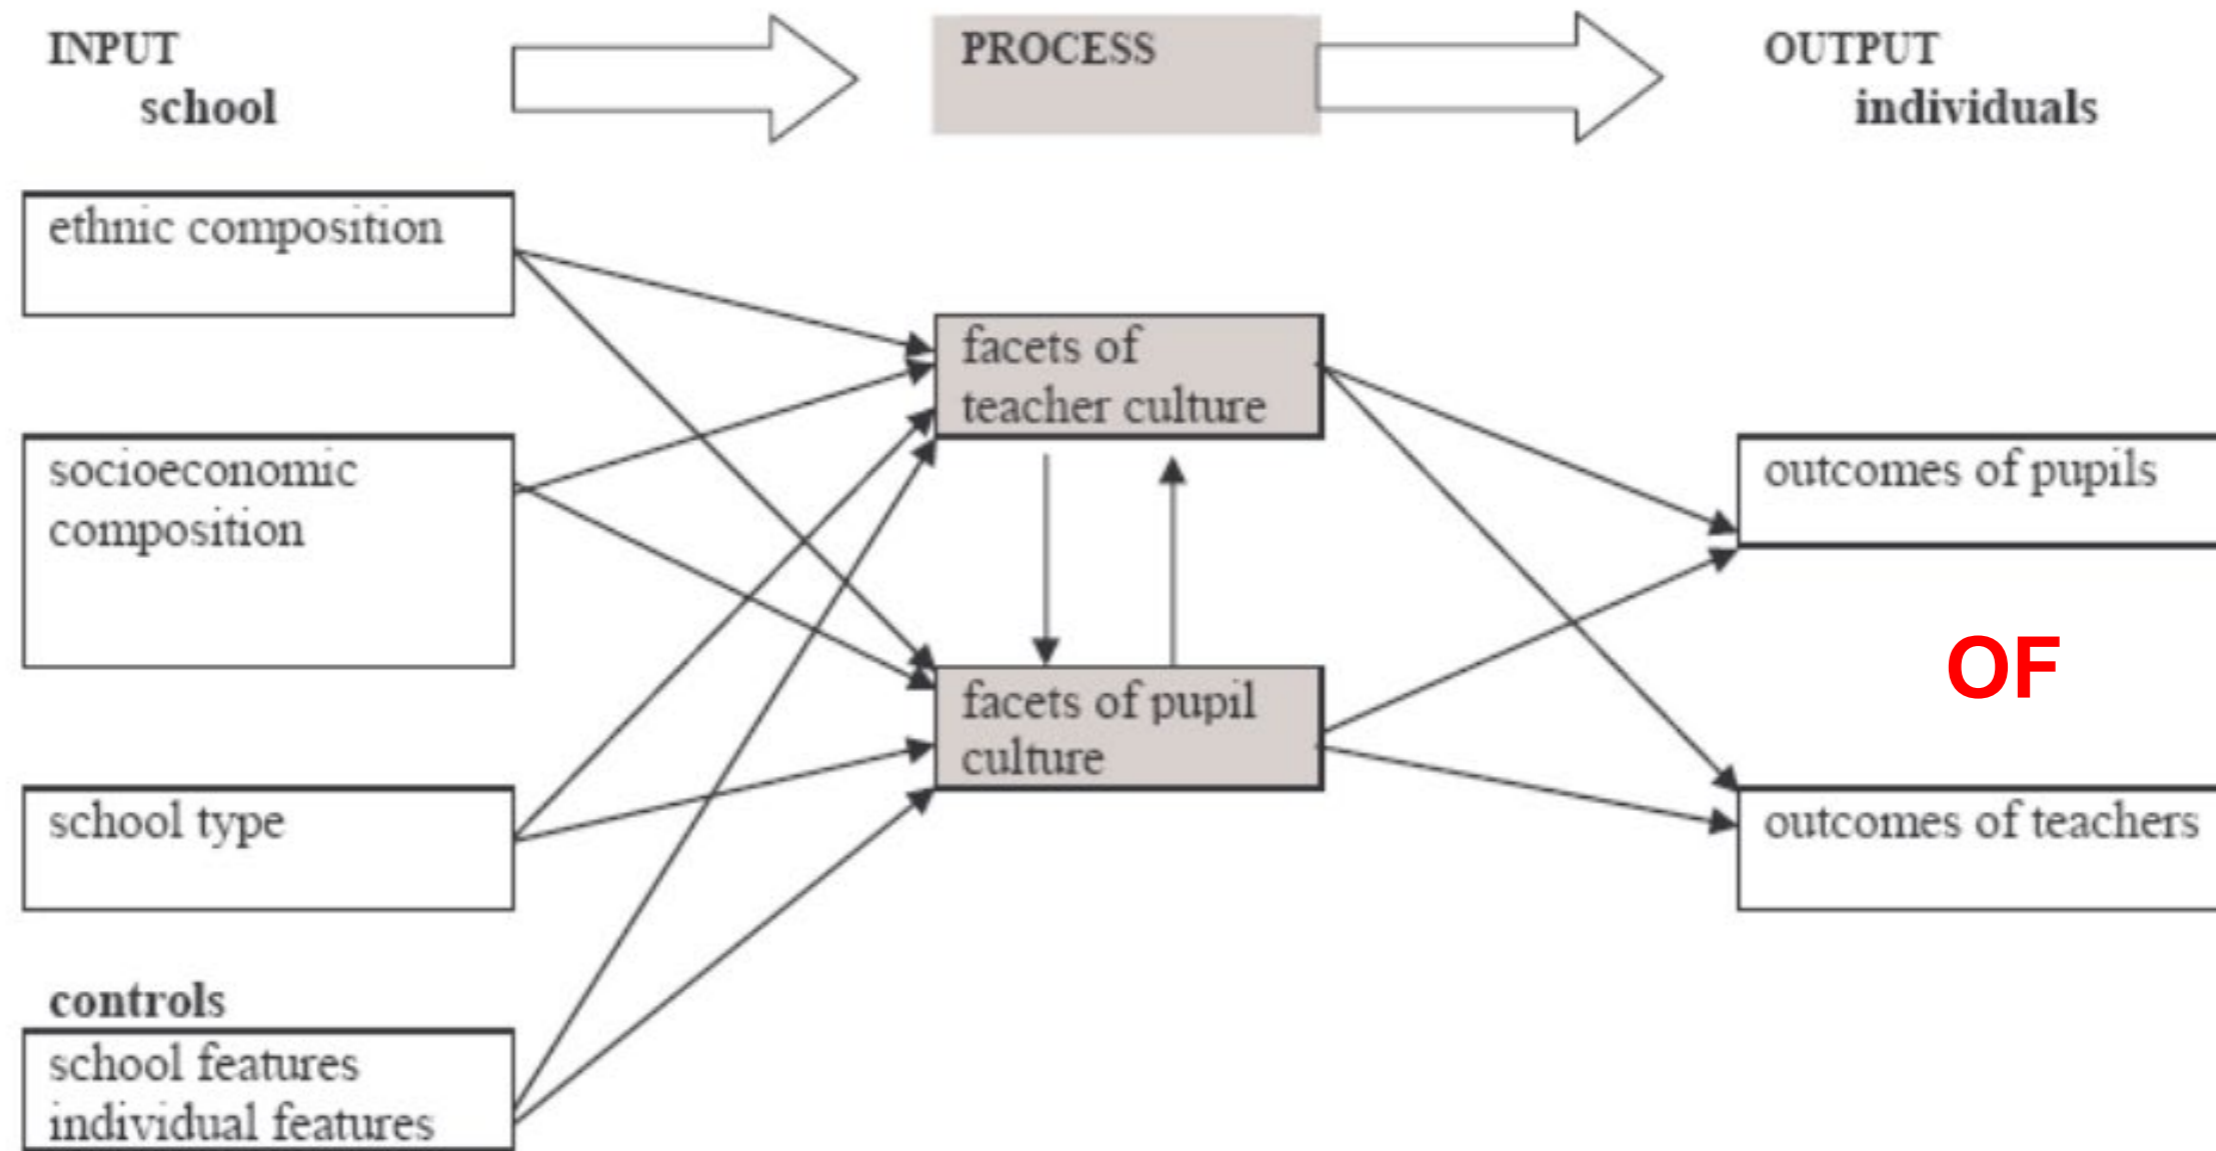 INPUT
school
PROCESS
OUTPUT
individuals
ethnic composition
socioeconomic
composition
school type
controls
school features
individual features
facets of
teacher culture
facets of pupil
culture
outcomes of pupils
OF
outcomes of teachers